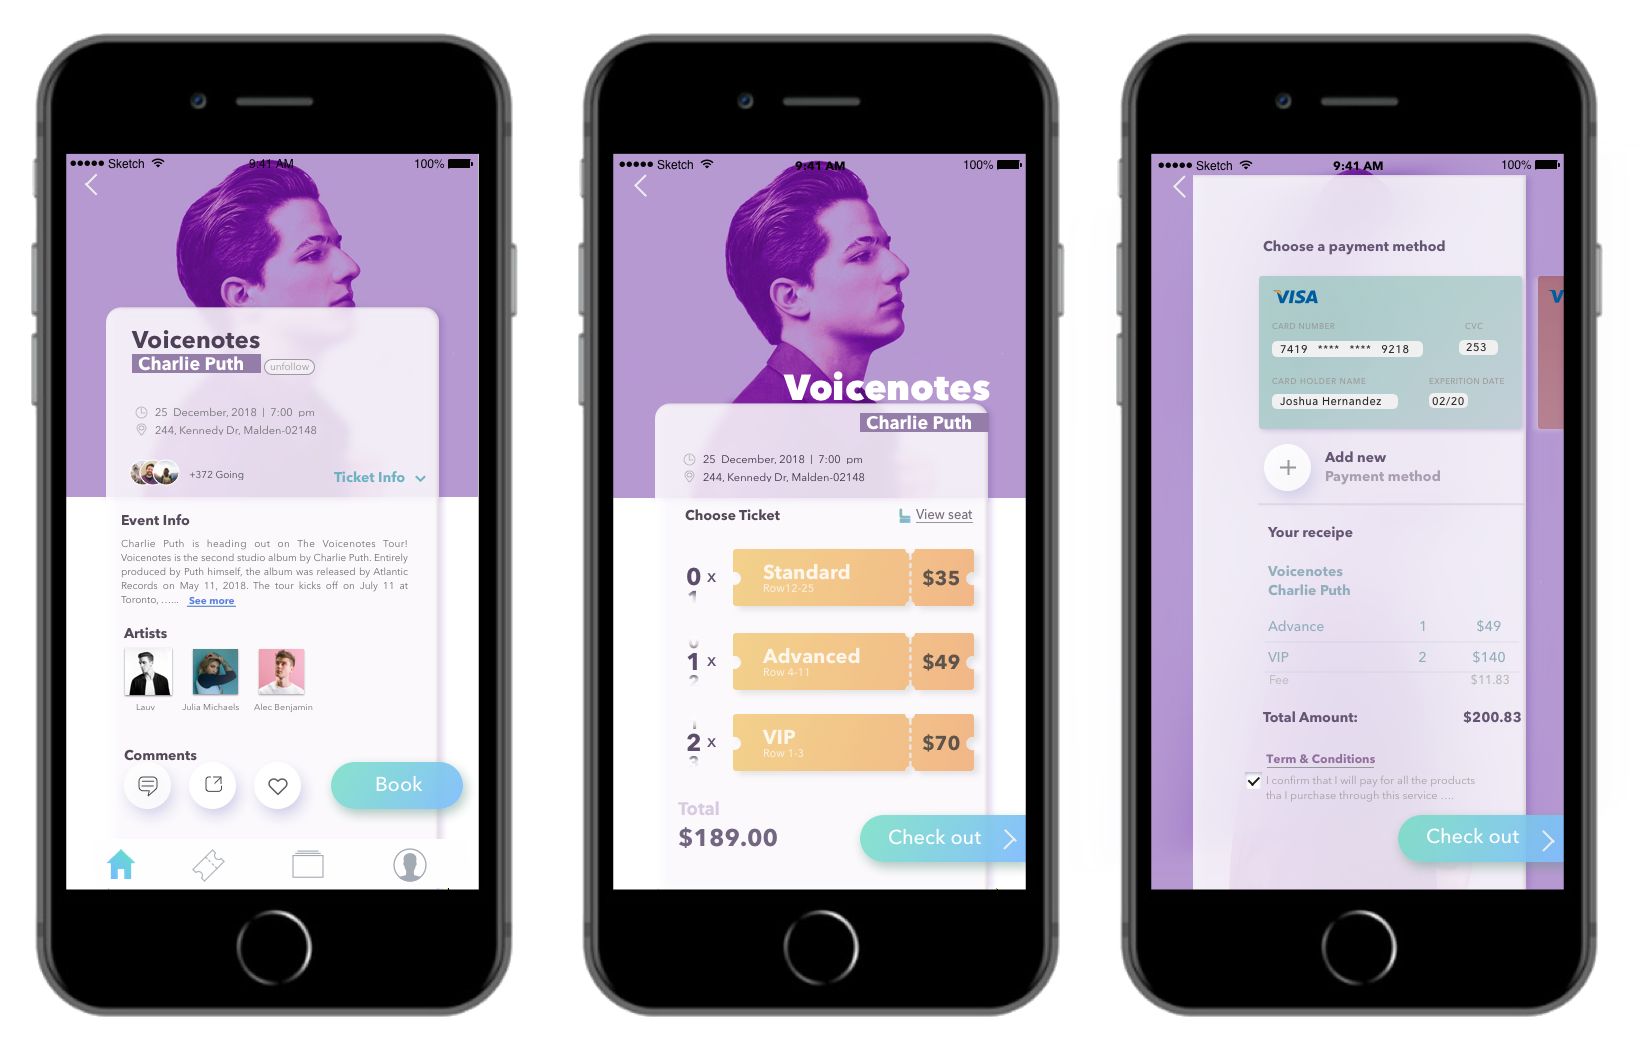 Sketch 9:41 AM 100%
Voicenotes
Charlie Puth unfollow
25 December, 2018 | 7:00 pm
244, Kennedy Dr, Malden-02148
+372 Going Ticket Info
Event Info
Charlie Puth is heading out on The Voicenotes Tour!
Voicenotes is the second studio album by Charlie Puth. Entirely
produced by Puth himself, the album was released by Atlantic
Records on May 11, 2018. The tour kicks off on July 11 at
Toronto, ...... See more
Artists
Lauv Julia Michaels Alec Benjamin
Comments
Book
Sketch 9:41 AM 100%
Voicenotes
Charlie Puth
25 December, 2018 | 7:00 pm
244, Kennedy Dr, Malden-02148
Choose Ticket View seat
0 x Standard $35
Row12-25
1
0
1 x Advanced $49
Row 4-11
2
1
2 x VIP $70
Row 1-3
3
Total
$189.00
Check out
Sketch 9:41 AM 100%
Choose a payment method
VISA V
CARD NUMBER CVC
7419 **** **** 9218 253
CARD HOLDER NAME EXPERITION DATE
Joshua Hernandez 02/20
Add new
Payment method
Your receipe
Voicenotes
Charlie Puth
Advance 1 $49
VIP 2 $140
Fee $11.83
Total Amount: $200.83
Term & Conditions
I confirm that I will pay for all the products
tha I purchase through this service ....
Check out